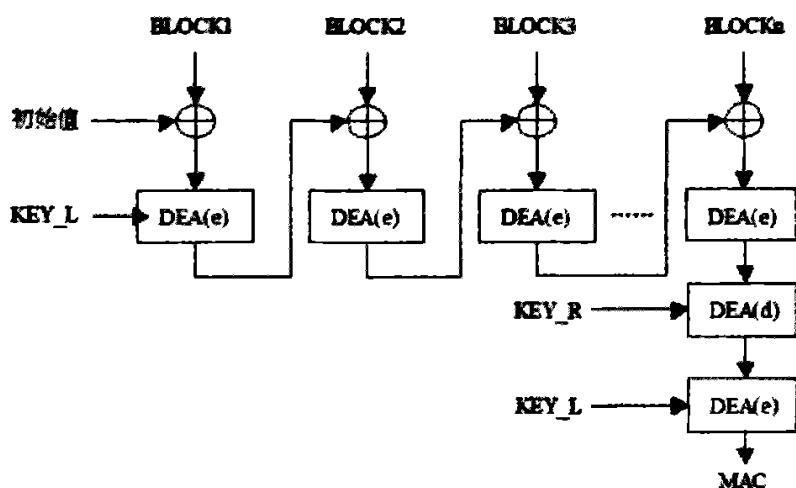 BLOCK1 BLOCK2 BLOCK3 BLOCKn
初始值
KEY_L DEA(e) DEA(e) DEA(e) ...... DEA(e)
KEY_R DEA(d)
KEY_L DEA(e)
MAC